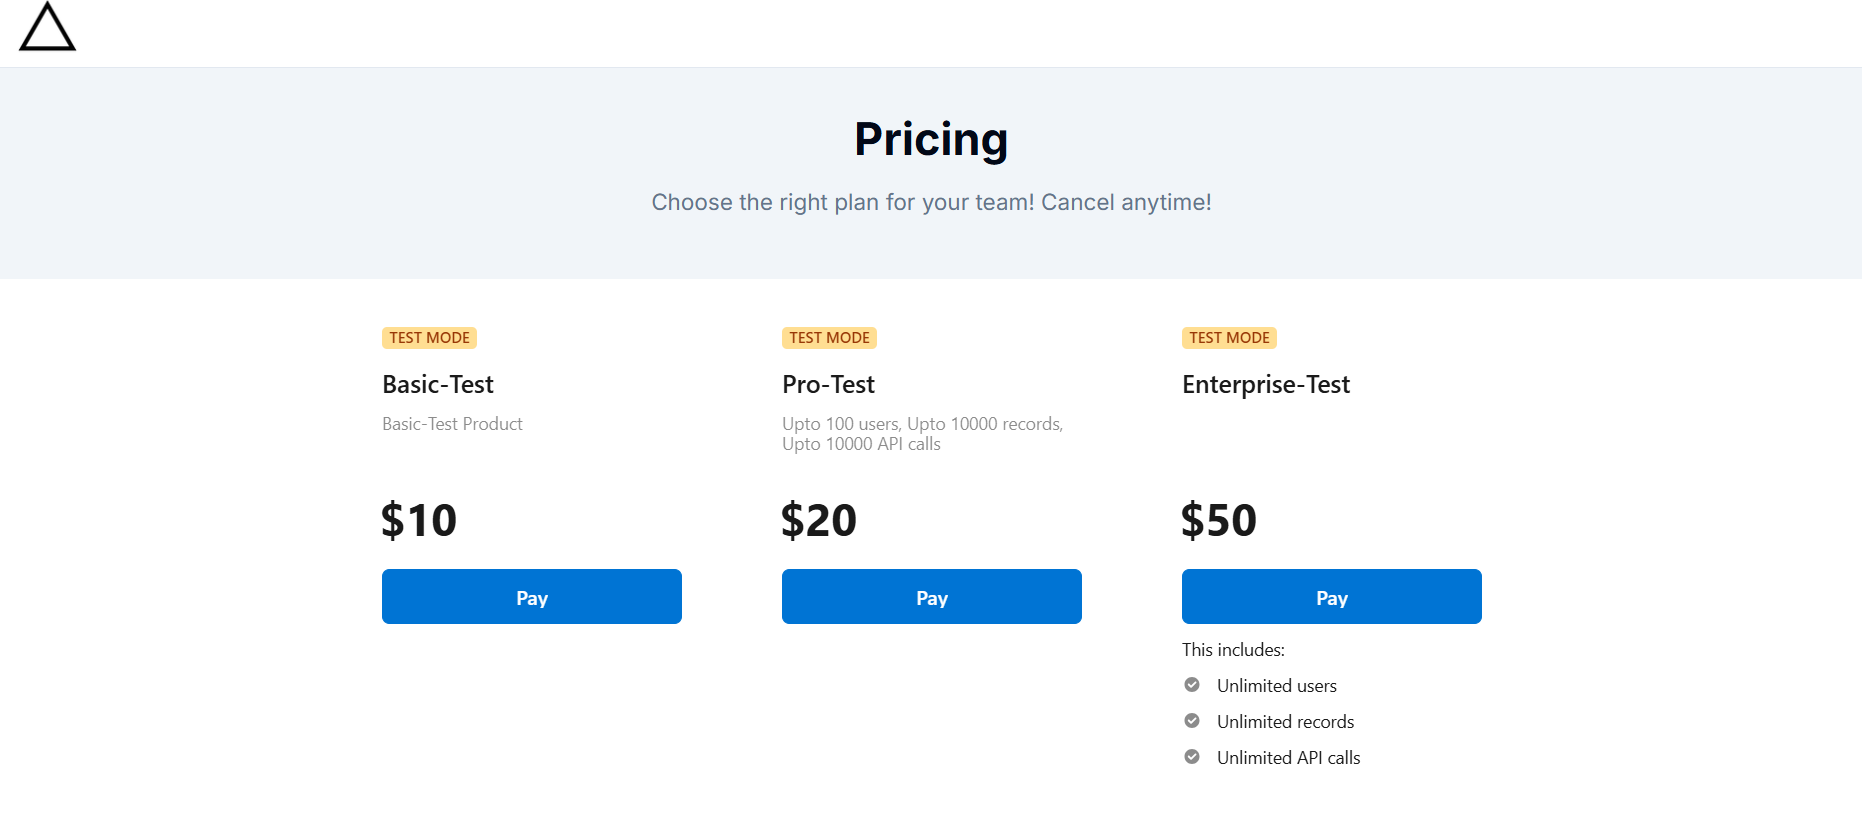 Pricing
Choose the right plan for your team! Cancel anytime!
TEST MODE
Basic-Test
Basic-Test Product
$10
Pay
TEST MODE
Pro-Test
Upto 100 users, Upto 10000 records,
Upto 10000 API calls
$20
Pay
TEST MODE
Enterprise-Test
$50
Pay
This includes:
Unlimited users
Unlimited records
Unlimited API calls